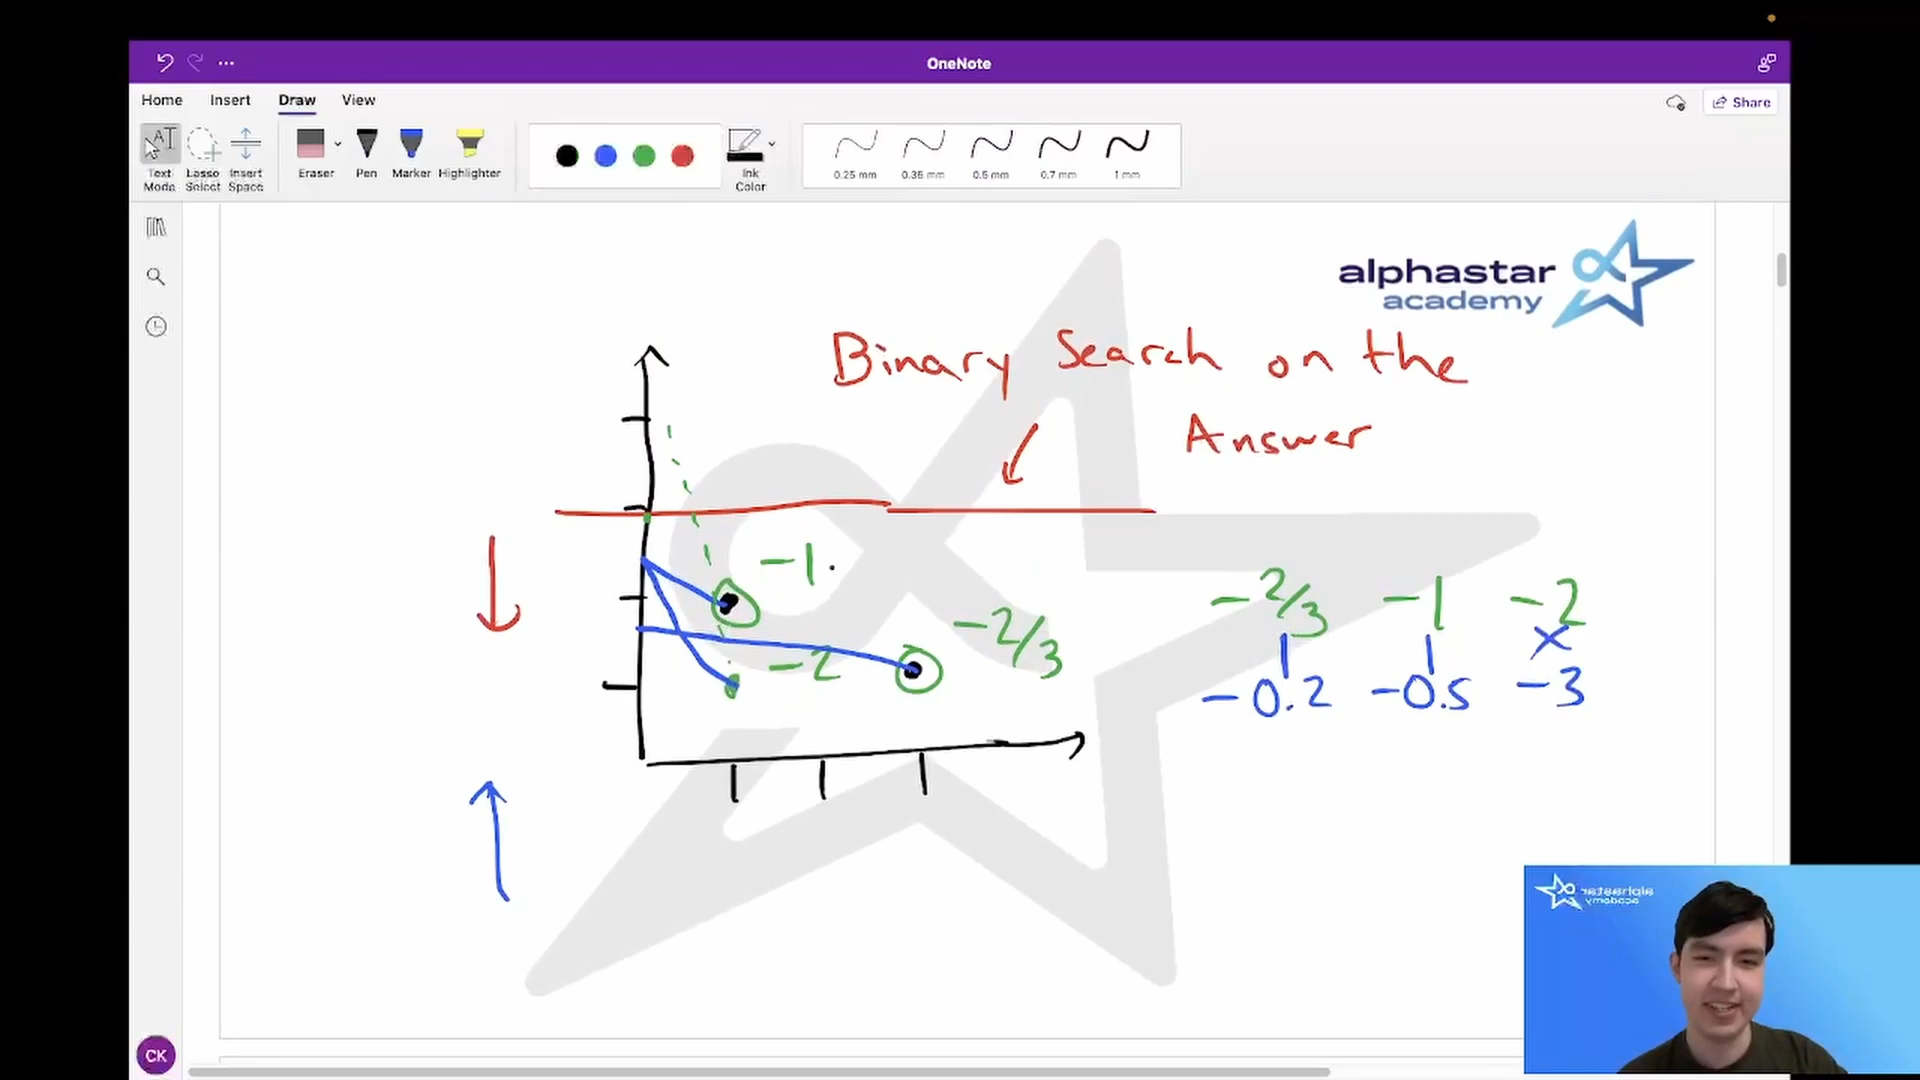 OneNote
Home Insert Draw View
Share
Text Mode
Lasso Select
Insert Space
Eraser
Pen
Marker
Highlighter
Ink Color
0.25 mm
0.35 mm
0.5 mm
0.7 mm
1 mm
alphastar
academy
Binary Search on the
Answer
-1.
-2/3
-2
-2/3 -1 -2
-0.2 -0.5 -3
alphastar
academy
CK